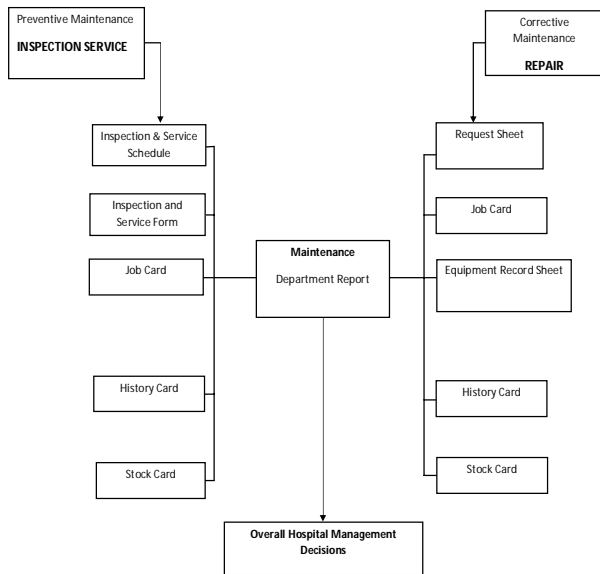 Preventive Maintenance
INSPECTION SERVICE
Corrective
Maintenance
REPAIR
Inspection & Service
Schedule
Request Sheet
Inspection and
Service Form
Job Card
Maintenance
Department Report
Job Card
Equipment Record Sheet
History Card
History Card
Stock Card
Stock Card
Overall Hospital Management
Decisions